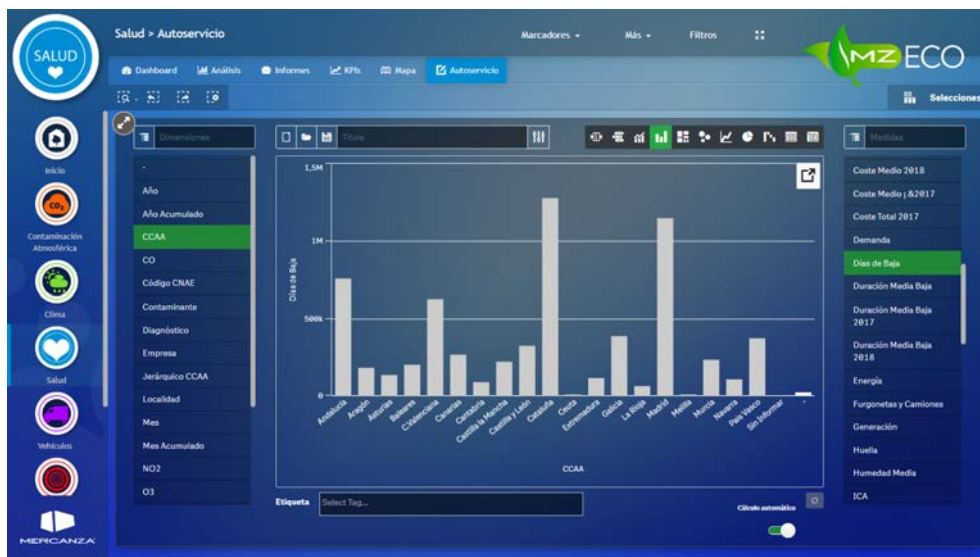 SALUD
Salud > Autoservicio
Marcadores
Más
Filtros
MZ ECO
Dashboard
Análisis
Informes
KPIs
Mapa
Autoservicio
Selecciones
Inicio
CO₂
Contaminación
Atmosférica
Clima
Salud
Vehículos
MERCANZA
Dimensiones
-
Año
Año Acumulado
CCAA
CO
Código CNAE
Contaminante
Diagnóstico
Empresa
Jerárquico CCAA
Localidad
Mes
Mes Acumulado
NO2
O3
Título
1,5M
1M
500k
0
Días de Baja
Andalucía
Aragón
Asturias
Baleares
C.Valenciana
Canarias
Cantabria
Castilla la Mancha
Castilla y León
Cataluña
Ceuta
Extremadura
Galicia
La Rioja
Madrid
Melilla
Murcia
Navarra
País Vasco
Sin Informar
-
CCAA
Etiqueta
Select Tag...
Cálculo automático
Medidas
Coste Medio 2018
Coste Medio ¡ &2017
Coste Total 2017
Demanda
Días de Baja
Duración Media Baja
Duración Media Baja
2017
Duración Media Baja
2018
Energía
Furgonetas y Camiones
Generación
Huella
Humedad Media
ICA